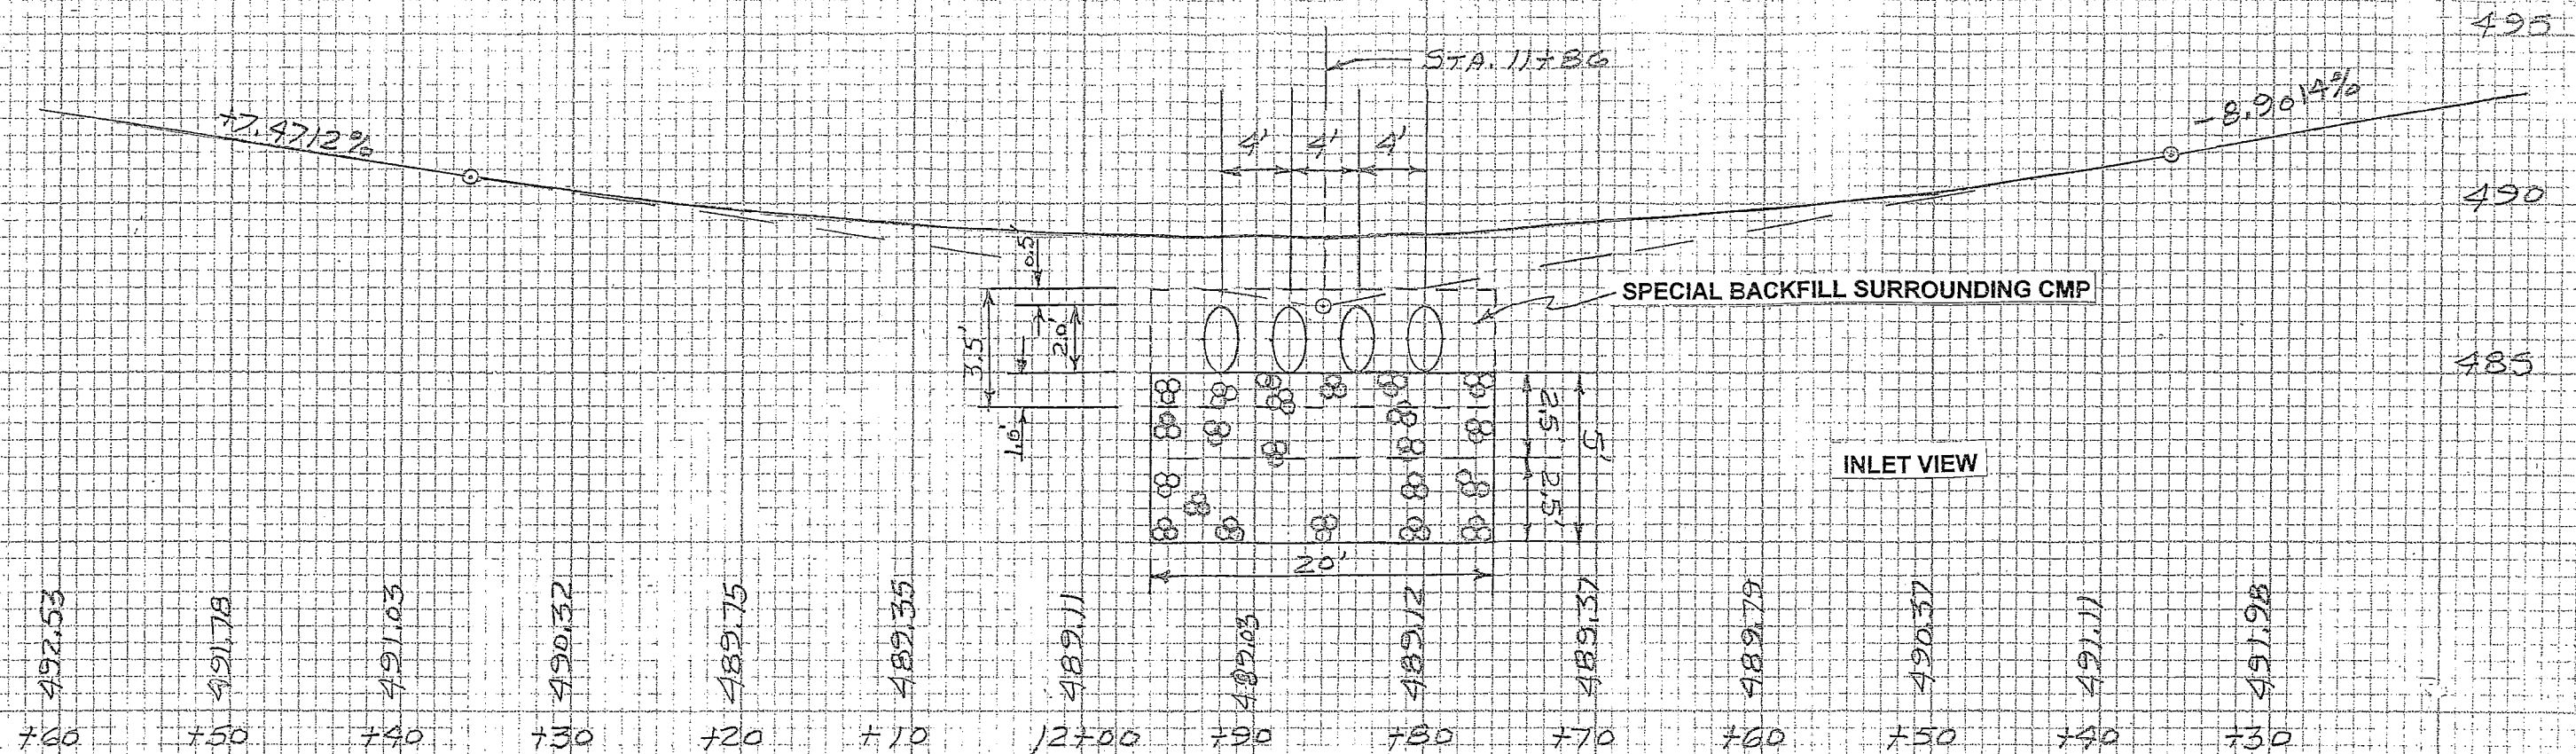 495
STA. 11+86
+7.4712%
-8.9014%
4' 4' 4'
490
0.5'
SPECIAL BACKFILL SURROUNDING CMP
3.5'
2.0'
485
1.0'
2.5' 2.5'
5'
INLET VIEW
20'
492.53 491.78 491.03 490.32 489.75 489.35 489.11 489.03 489.12 489.37 489.79 490.37 491.11 491.98
+60 +50 +40 +30 +20 +10 12+00 +90 +80 +70 +60 +50 +40 +30